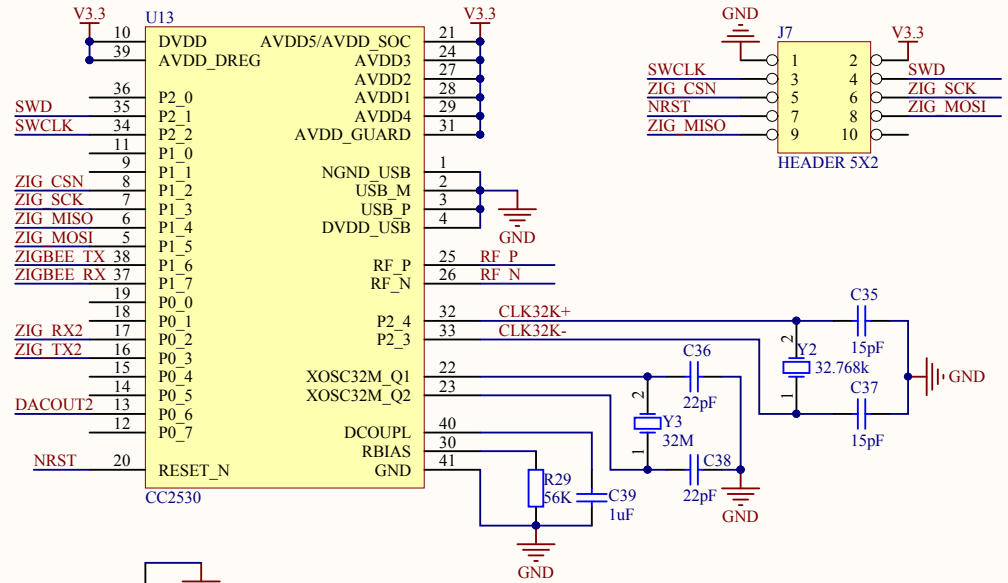 V3.3
U13
V3.3
10 DVDD AVDD5/AVDD_SOC 21
39 AVDD_DREG AVDD3 24
AVDD2 27
36 P2_0 AVDD1 28
SWD 35 P2_1 AVDD4 29
SWCLK 34 P2_2 AVDD_GUARD 31
11 P1_0
9 P1_1 NGND_USB 1
ZIG_CSN 8 P1_2 USB_M 2
ZIG_SCK 7 P1_3 USB_P 3
ZIG_MISO 6 P1_4 DVDD_USB 4
GND
ZIG_MOSI 5 P1_5
ZIGBEE_TX 38 P1_6 RF_P 25 RF_P
ZIGBEE_RX 37 P1_7 RF_N 26 RF_N
19 P0_0
18 P0_1 P2_4 32 CLK32K+
ZIG_RX2 17 P0_2 P2_3 33 CLK32K-
ZIG_TX2 16 P0_3
15 P0_4 XOSC32M_Q1 22
14 P0_5 XOSC32M_Q2 23
DACOUT2 13 P0_6
12 P0_7 DCOUPL 40
RBIAS 30
NRST 20 RESET_N GND 41
CC2530
R29
56K
C39
1uF
GND
C36
22pF
2
Y3
32M
1
C38
22pF
GND
C35
15pF
2
Y2
32.768k
1
C37
15pF
GND
GND
J7
V3.3
1 2
SWCLK 3 4 SWD
ZIG_CSN 5 6 ZIG_SCK
NRST 7 8 ZIG_MOSI
ZIG_MISO 9 10
HEADER 5X2